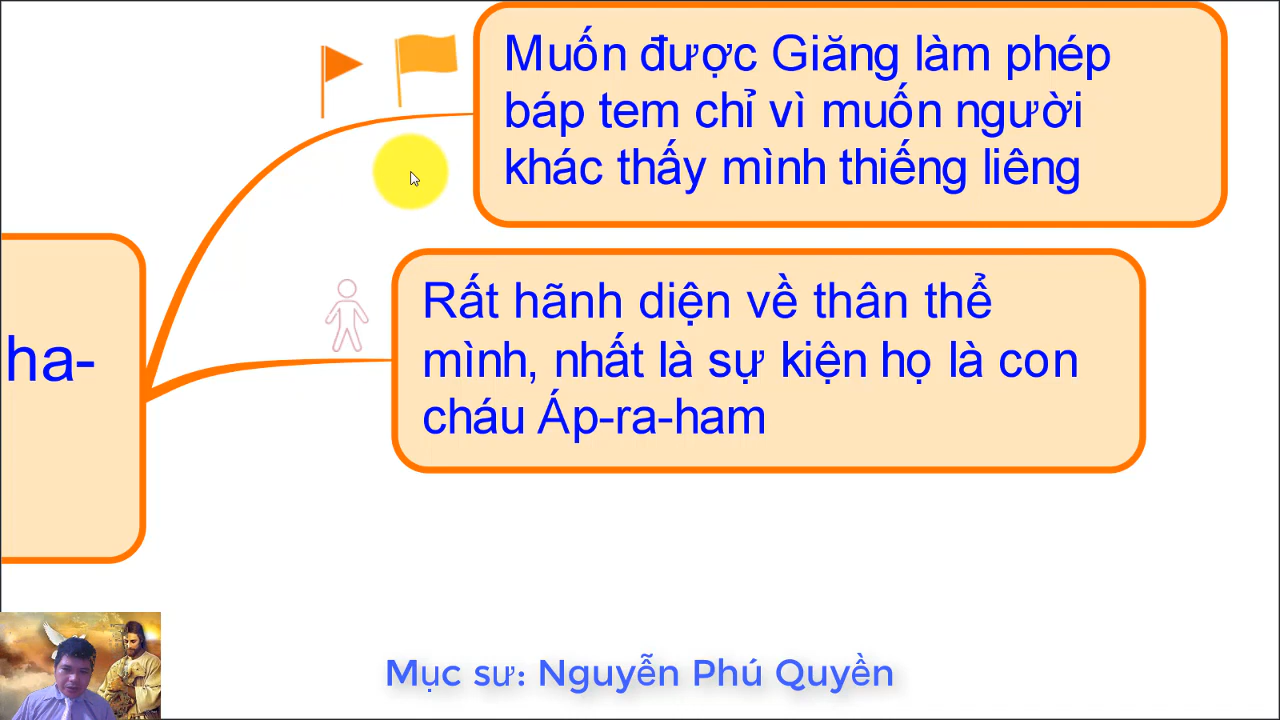 Muốn được Giăng làm phép
báp tem chỉ vì muốn người
khác thấy mình thiếng liêng
Rất hãnh diện về thân thể
mình, nhất là sự kiện họ là con
cháu Áp-ra-ham
ha-
Mục sư: Nguyễn Phú Quyền